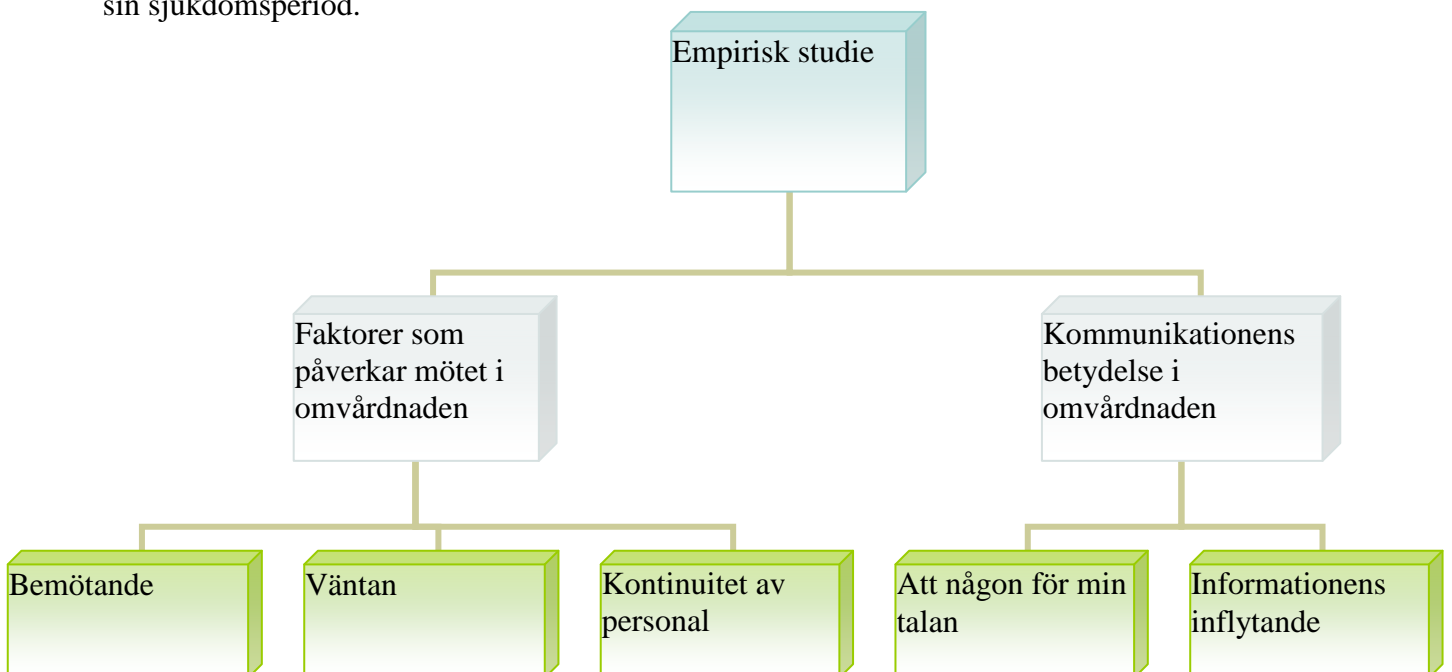 sin sjukdomsperiod.
Empirisk studie
Faktorer som
påverkar mötet i
omvårdnaden
Kommunikationens
betydelse i
omvårdnaden
Bemötande
Väntan
Kontinuitet av
personal
Att någon för min
talan
Informationens
inflytande